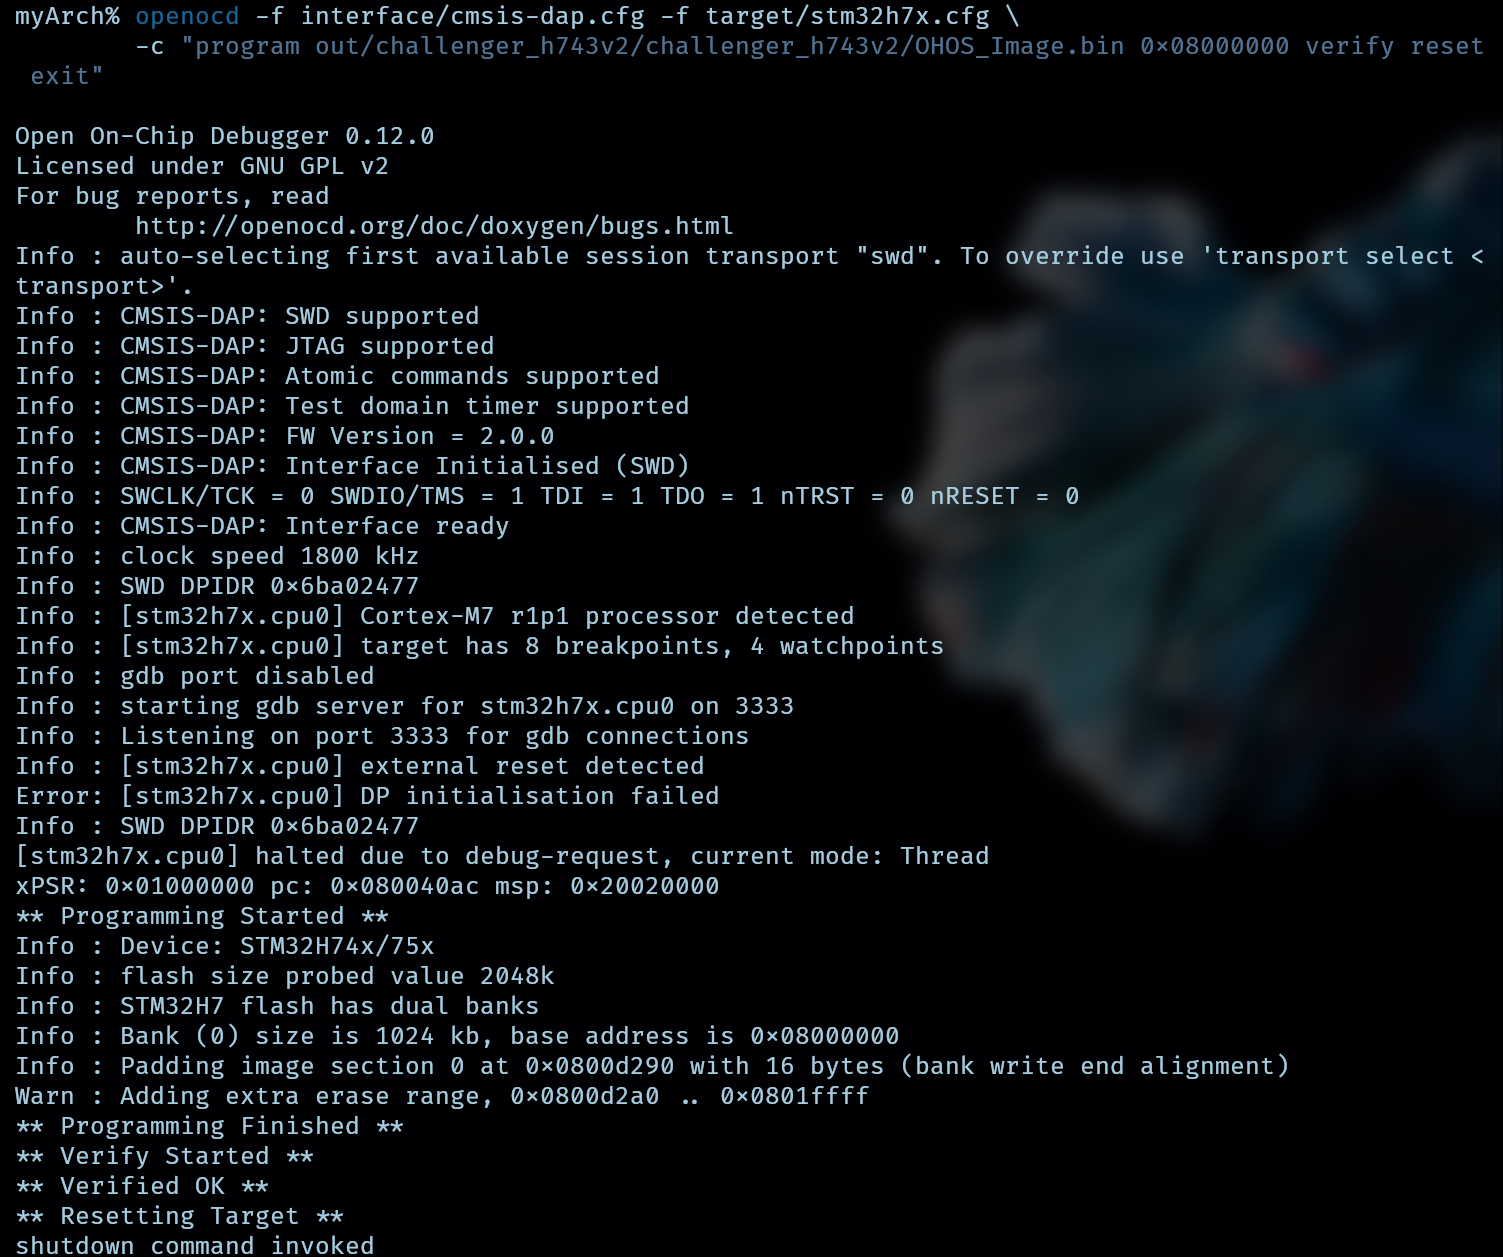 myArch% openocd -f interface/cmsis-dap.cfg -f target/stm32h7x.cfg \
        -c "program out/challenger_h743v2/challenger_h743v2/OHOS_Image.bin 0x08000000 verify reset
 exit"

Open On-Chip Debugger 0.12.0
Licensed under GNU GPL v2
For bug reports, read
        http://openocd.org/doc/doxygen/bugs.html
Info : auto-selecting first available session transport "swd". To override use 'transport select <
transport>'.
Info : CMSIS-DAP: SWD supported
Info : CMSIS-DAP: JTAG supported
Info : CMSIS-DAP: Atomic commands supported
Info : CMSIS-DAP: Test domain timer supported
Info : CMSIS-DAP: FW Version = 2.0.0
Info : CMSIS-DAP: Interface Initialised (SWD)
Info : SWCLK/TCK = 0 SWDIO/TMS = 1 TDI = 1 TDO = 1 nTRST = 0 nRESET = 0
Info : CMSIS-DAP: Interface ready
Info : clock speed 1800 kHz
Info : SWD DPIDR 0x6ba02477
Info : [stm32h7x.cpu0] Cortex-M7 r1p1 processor detected
Info : [stm32h7x.cpu0] target has 8 breakpoints, 4 watchpoints
Info : gdb port disabled
Info : starting gdb server for stm32h7x.cpu0 on 3333
Info : Listening on port 3333 for gdb connections
Info : [stm32h7x.cpu0] external reset detected
Error: [stm32h7x.cpu0] DP initialisation failed
Info : SWD DPIDR 0x6ba02477
[stm32h7x.cpu0] halted due to debug-request, current mode: Thread
xPSR: 0x01000000 pc: 0x080040ac msp: 0x20020000
** Programming Started **
Info : Device: STM32H74x/75x
Info : flash size probed value 2048k
Info : STM32H7 flash has dual banks
Info : Bank (0) size is 1024 kb, base address is 0x08000000
Info : Padding image section 0 at 0x0800d290 with 16 bytes (bank write end alignment)
Warn : Adding extra erase range, 0x0800d2a0 .. 0x0801ffff
** Programming Finished **
** Verify Started **
** Verified OK **
** Resetting Target **
shutdown command invoked